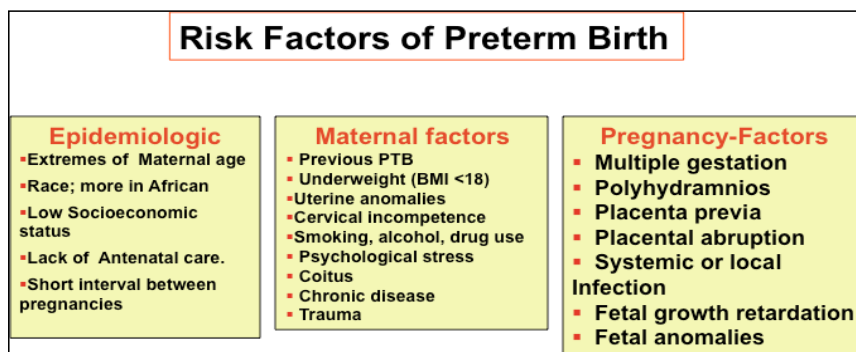 Risk Factors of Preterm Birth
Epidemiologic
▪Extremes of Maternal age
▪Race; more in African
▪Low Socioeconomic
status
▪Lack of Antenatal care.
▪Short interval between
pregnancies
Maternal factors
▪ Previous PTB
▪ Underweight (BMI <18)
▪Uterine anomalies
▪Cervical incompetence
▪Smoking, alcohol, drug use
▪ Psychological stress
▪ Coitus
▪ Chronic disease
▪ Trauma
Pregnancy-Factors
▪ Multiple gestation
▪ Polyhydramnios
▪ Placenta previa
▪ Placental abruption
▪ Systemic or local
Infection
▪ Fetal growth retardation
▪ Fetal anomalies